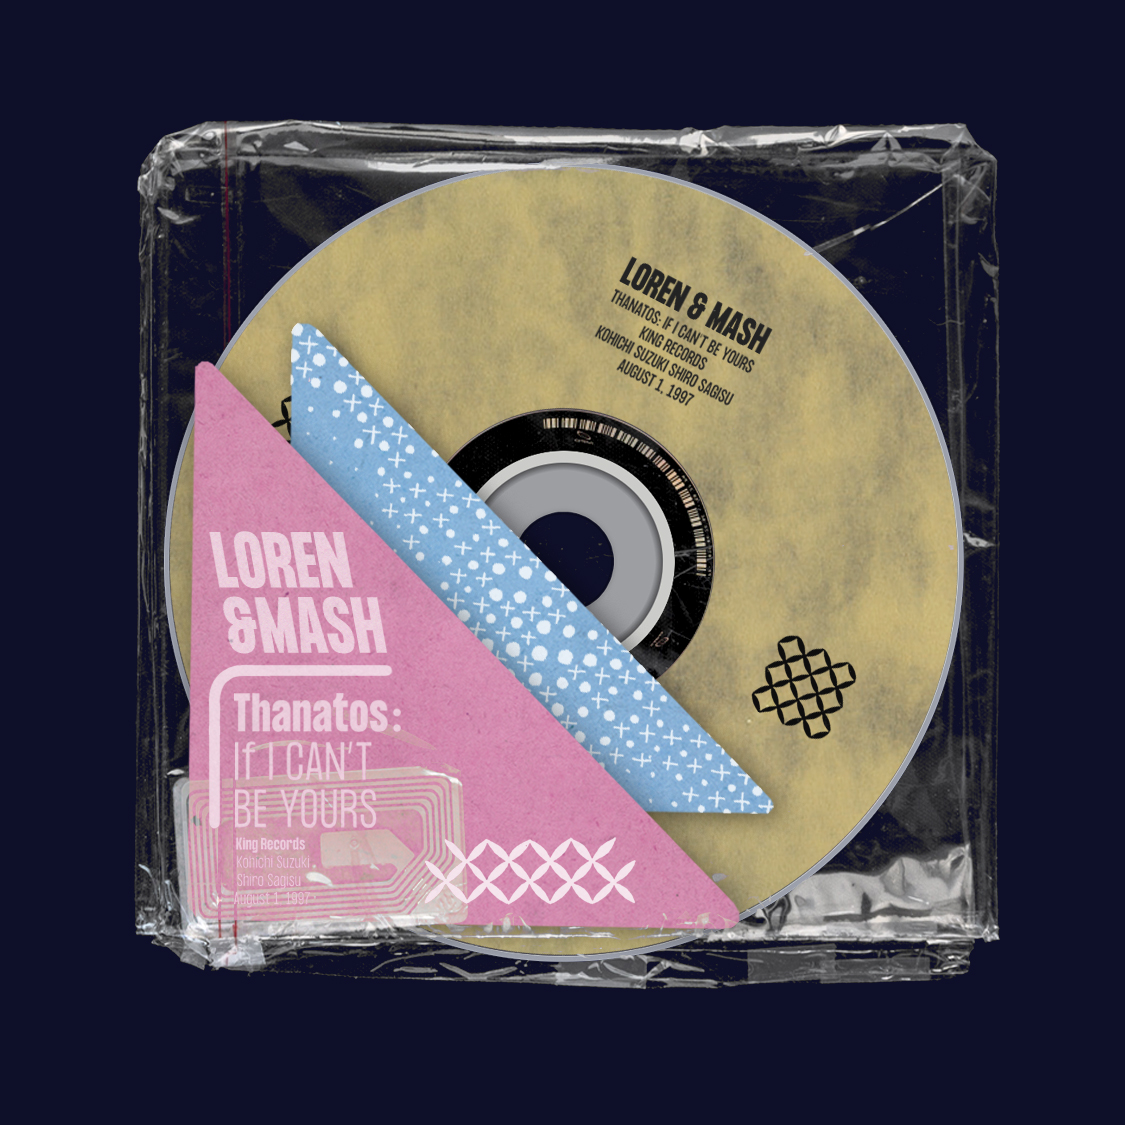 LOREN & MASH
THANATOS: IF I CAN'T BE YOURS
KING RECORDS
KOHICHI SUZUKI SHIRO SAGISU
AUGUST 1, 1997
LOREN
&MASH
Thanatos:
If I CAN'T
BE YOURS
King Records
Kohichi Suzuki
Shiro Sagisu
August 1, 1997